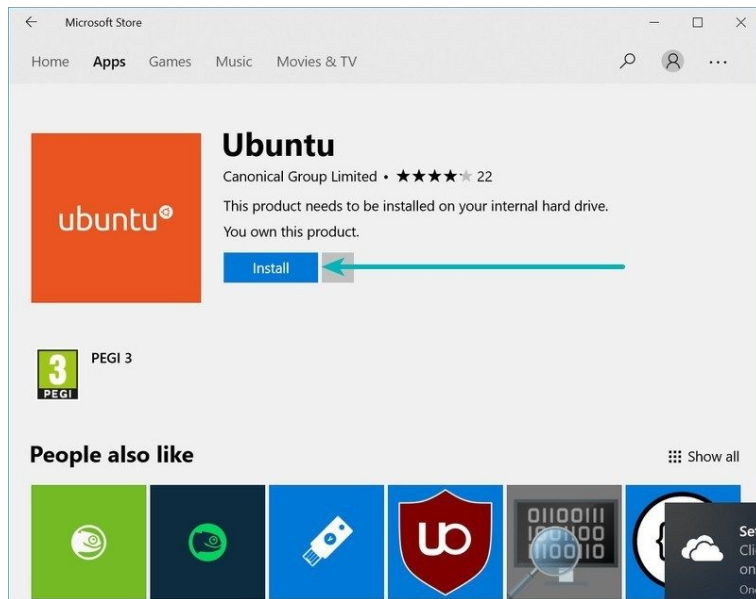 Microsoft Store
Home Apps Games Music Movies & TV
ubuntu
Ubuntu
Canonical Group Limited • 22
This product needs to be installed on your internal hard drive.
You own this product.
Install
3
PEGI
PEGI 3
People also like
Show all
UO
01100111